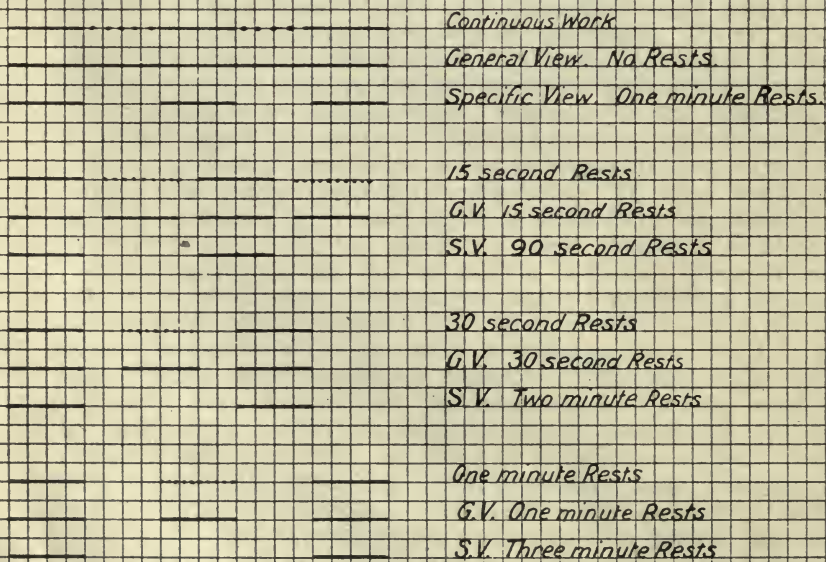 Continuous Work
General View. No Rests.
Specific View. One minute Rests.
15 second Rests
G.V. 15 second Rests
S.V. 90 second Rests
30 second Rests
G.V. 30 second Rests
S.V. Two minute Rests
One minute Rests
G.V. One minute Rests
S.V. Three minute Rests